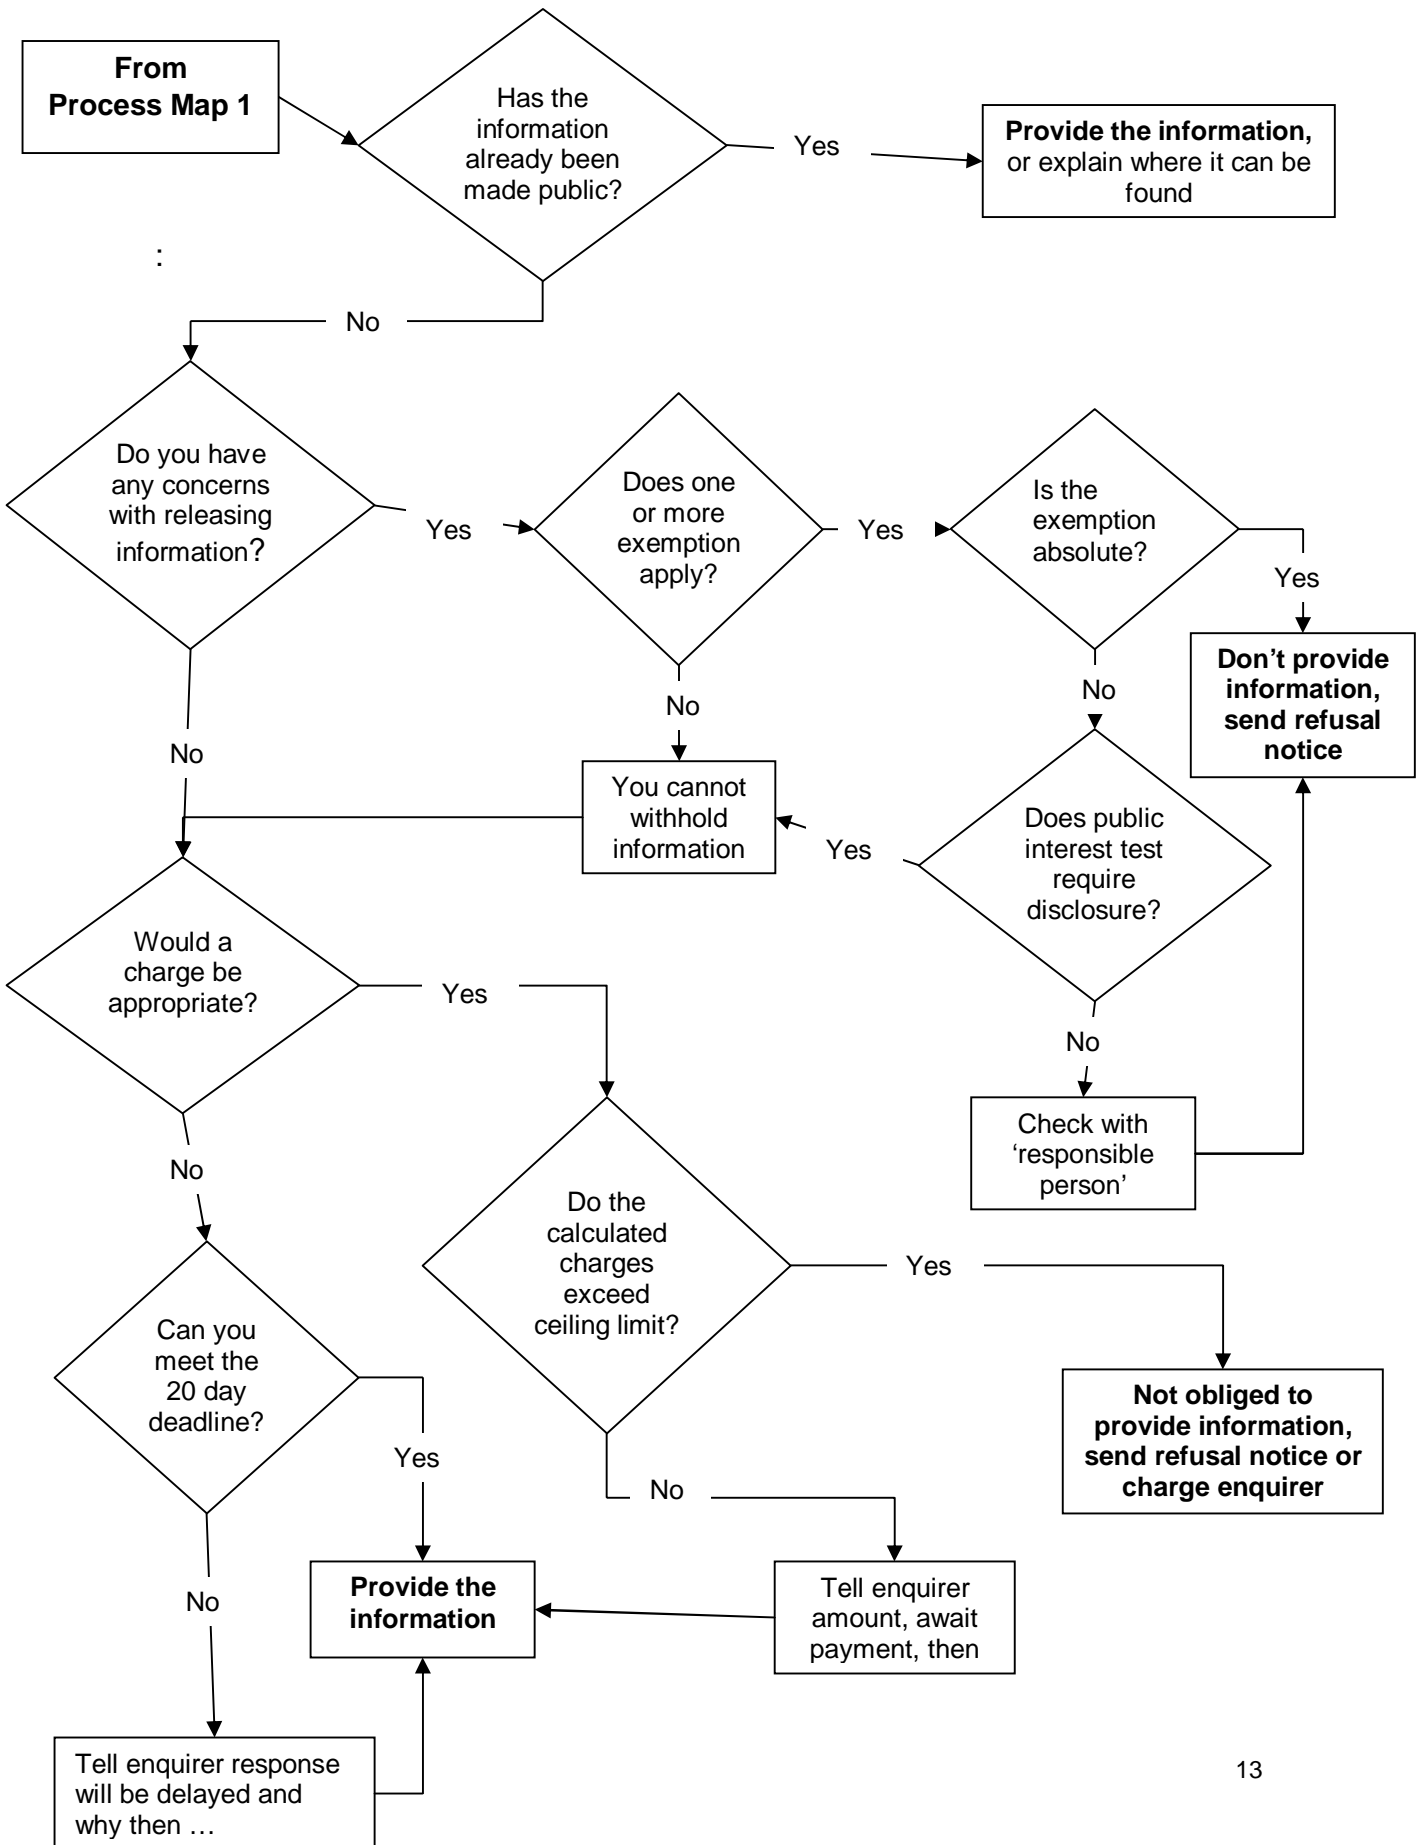 From
Process Map 1
Has the
information
already been
made public?
Yes
Provide the information,
or explain where it can be
found
:
No
Do you have
any concerns
with releasing
information?
Yes
Does one
or more
exemption
apply?
Yes
Is the
exemption
absolute?
Yes
Don’t provide
information,
send refusal
notice
No
No
No
You cannot
withhold
information
Yes
Does public
interest test
require
disclosure?
Would a
charge be
appropriate?
Yes
No
Check with
‘responsible
person’
No
Do the
calculated
charges
exceed
ceiling limit?
Yes
Can you
meet the
20 day
deadline?
Not obliged to
provide information,
send refusal notice or
charge enquirer
Yes
No
No
Provide the
information
Tell enquirer
amount, await
payment, then
Tell enquirer response
will be delayed and
why then …
13